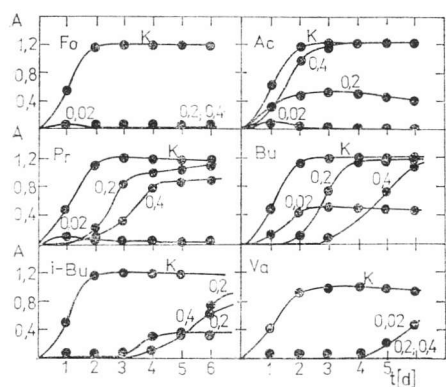 A Fo K Ac K
1,2
0,8 0,4
0,4 0,02 0,2; 0,4 0,2
0,02
A Pr K Bu K
1,2
0,8 0,2 0,2 0,4
0,4 0,02 0,4 0,02
A i-Bu K Va K
1,2
0,8 0,2
0,4 0,4 0,2 0,02
0,2; 0,4
1 2 3 4 5 6 1 2 3 4 5 t[d]